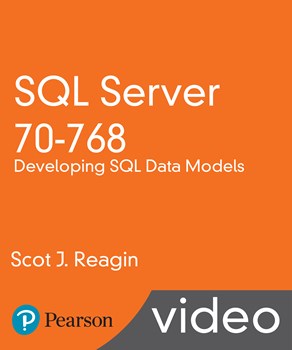 SQL Server
70-768
Developing SQL Data Models
Scot J. Reagin
Pearson
video